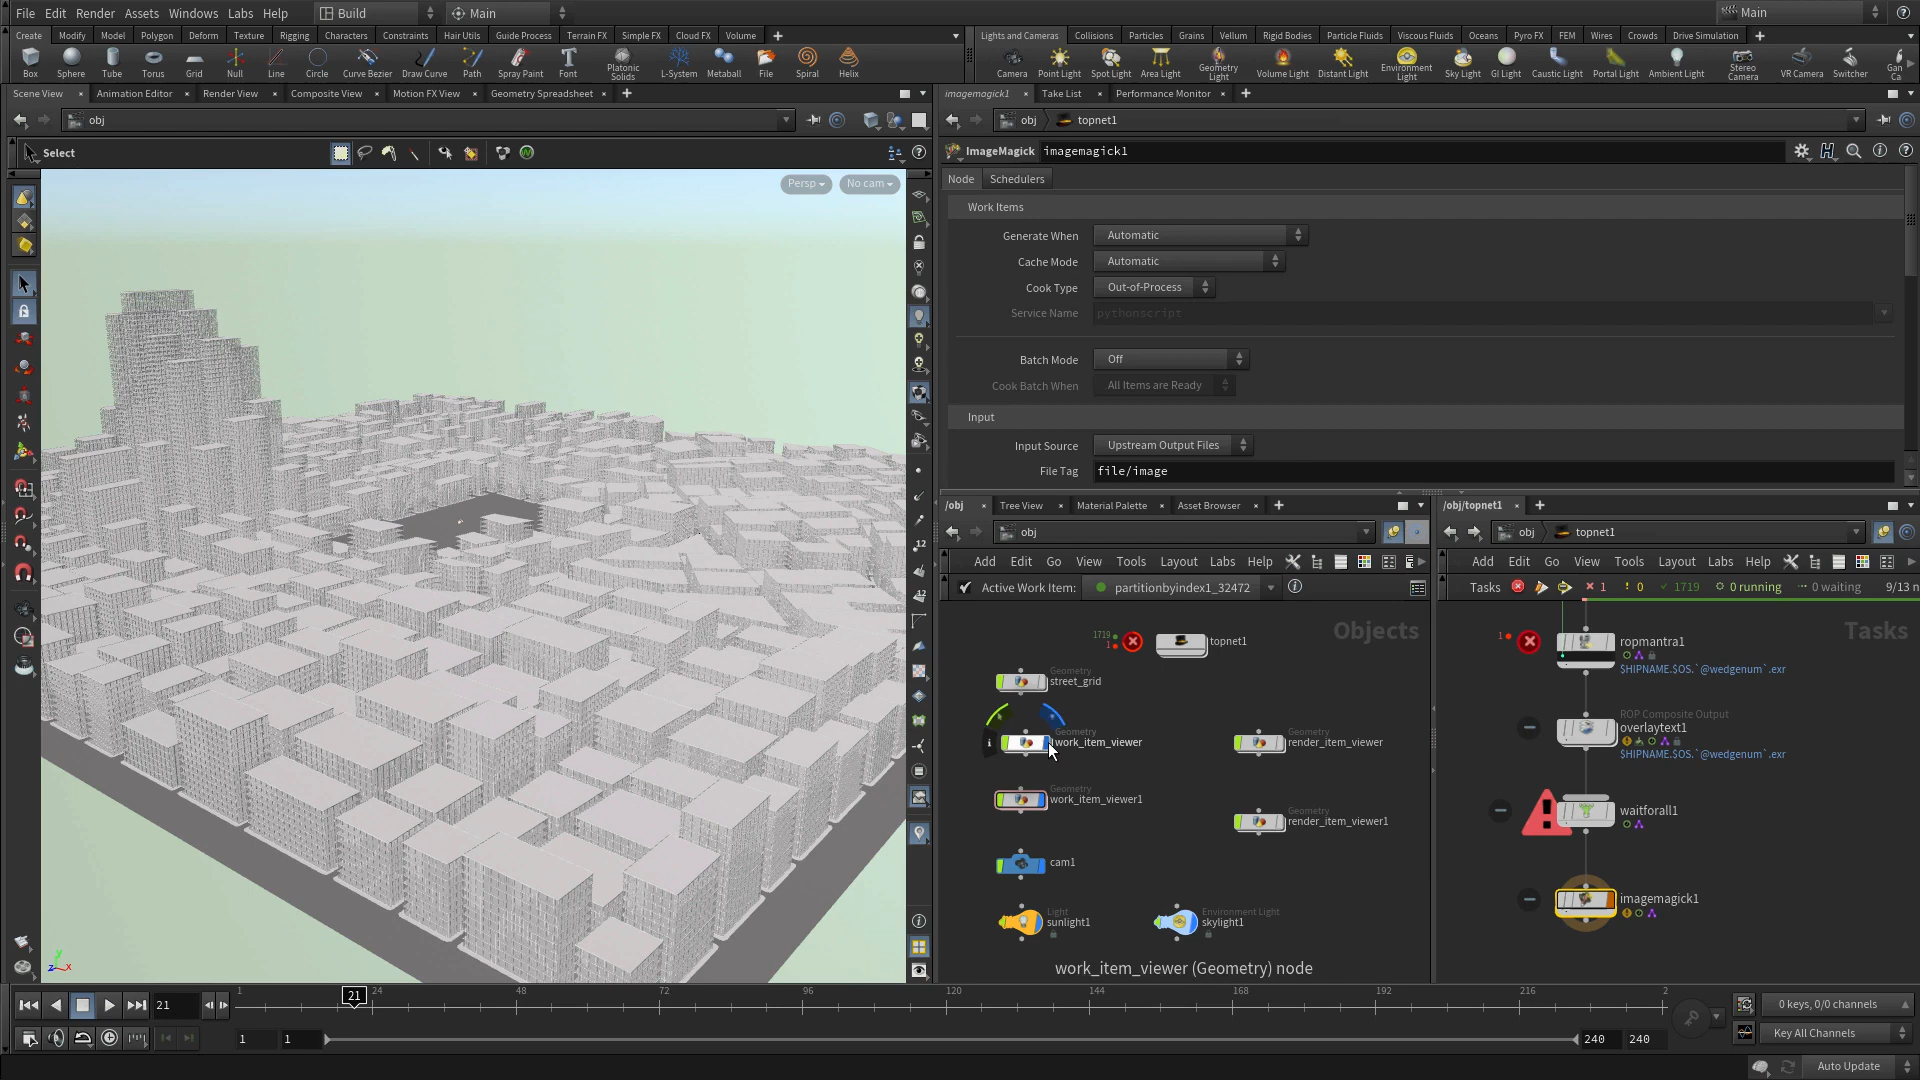 File Edit Render Assets Windows Labs Help Build Main Main
Create Modify Model Polygon Deform Texture Rigging Characters Constraints Hair Utils Guide Process Terrain FX Simple FX Cloud FX Volume
Lights and Cameras Collisions Particles Grains Vellum Rigid Bodies Particle Fluids Viscous Fluids Oceans Pyro FX FEM Wires Crowds Drive Simulation
Box Sphere Tube Torus Grid Null Line Circle Curve Bezier Draw Curve Path Spray Paint Font Platonic Solids L-System Metaball File Spiral Helix
Camera Point Light Spot Light Area Light Geometry Light Volume Light Distant Light Environment Light Sky Light GI Light Caustic Light Portal Light Ambient Light Stereo Camera VR Camera Switcher Gan Ca
Scene View Animation Editor Render View Composite View Motion FX View Geometry Spreadsheet
imagemagick1 Take List Performance Monitor
obj
obj topnet1
Select
ImageMagick imagemagick1
Persp No cam
Node Schedulers
Work Items
Generate When Automatic
Cache Mode Automatic
Cook Type Out-of-Process
Service Name pythonscript
Batch Mode Off
Cook Batch When All Items are Ready
Input
Input Source Upstream Output Files
File Tag file/image
/obj Tree View Material Palette Asset Browser
obj
Add Edit Go View Tools Layout Labs Help
Active Work Item: partitionbyindex1_32472
Objects
1719
1
topnet1
Geometry
street_grid
Geometry
work_item_viewer
Geometry
render_item_viewer
Geometry
work_item_viewer1
Geometry
render_item_viewer1
cam1
Light
sunlight1
Environment Light
skylight1
work_item_viewer (Geometry) node
/obj/topnet1
obj topnet1
Add Edit Go View Tools Layout Labs Help
Tasks 1 0 1719 0 running 0 waiting 9/13 n
Tasks
1
ropmantra1
$HIPNAME.$OS.`@wedgenum`.exr
ROP Composite Output
overlaytext1
$HIPNAME.$OS.`@wedgenum`.exr
waitforall1
imagemagick1
12
12
y
z x
21
1 21 24 48 72 96 120 144 168 192 216 2
0 keys, 0/0 channels
1 1 240 240
Key All Channels
Auto Update